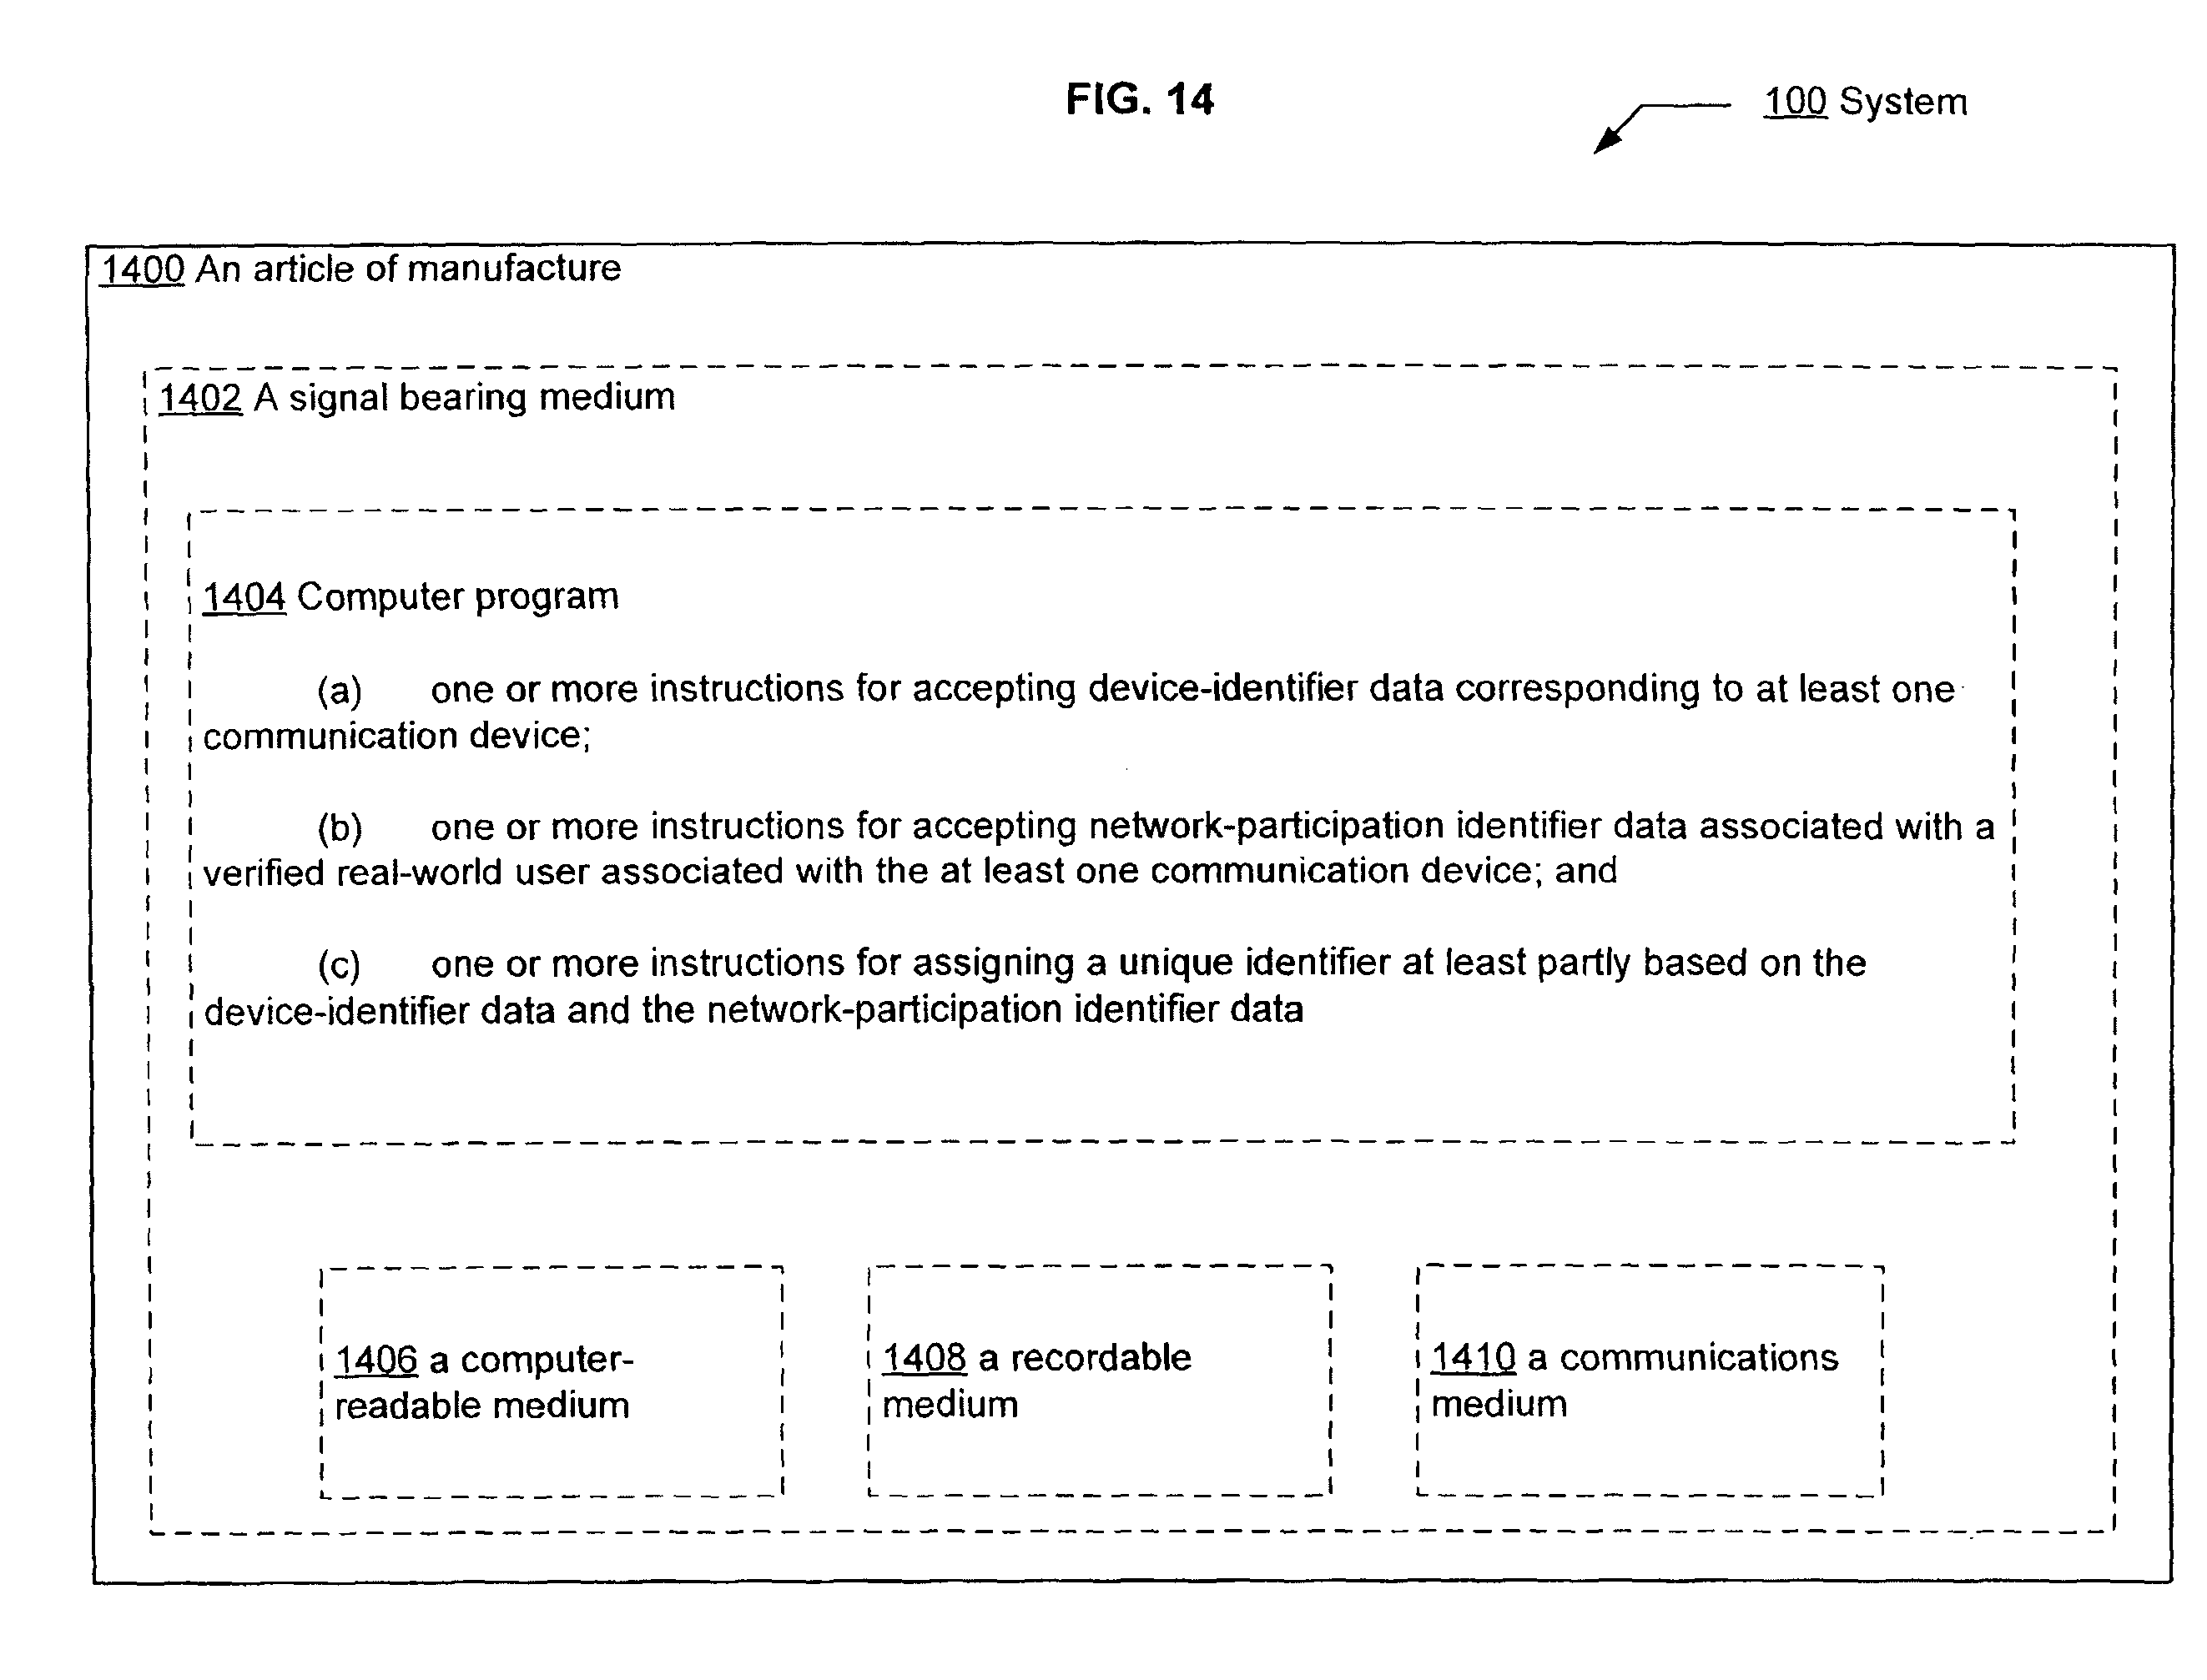 FIG. 14
100 System
1400 An article of manufacture
1402 A signal bearing medium
1404 Computer program
(a) one or more instructions for accepting device-identifier data corresponding to at least one
communication device;
(b) one or more instructions for accepting network-participation identifier data associated with a
verified real-world user associated with the at least one communication device; and
(c) one or more instructions for assigning a unique identifier at least partly based on the
device-identifier data and the network-participation identifier data
1406 a computer-
readable medium
1408 a recordable
medium
1410 a communications
medium